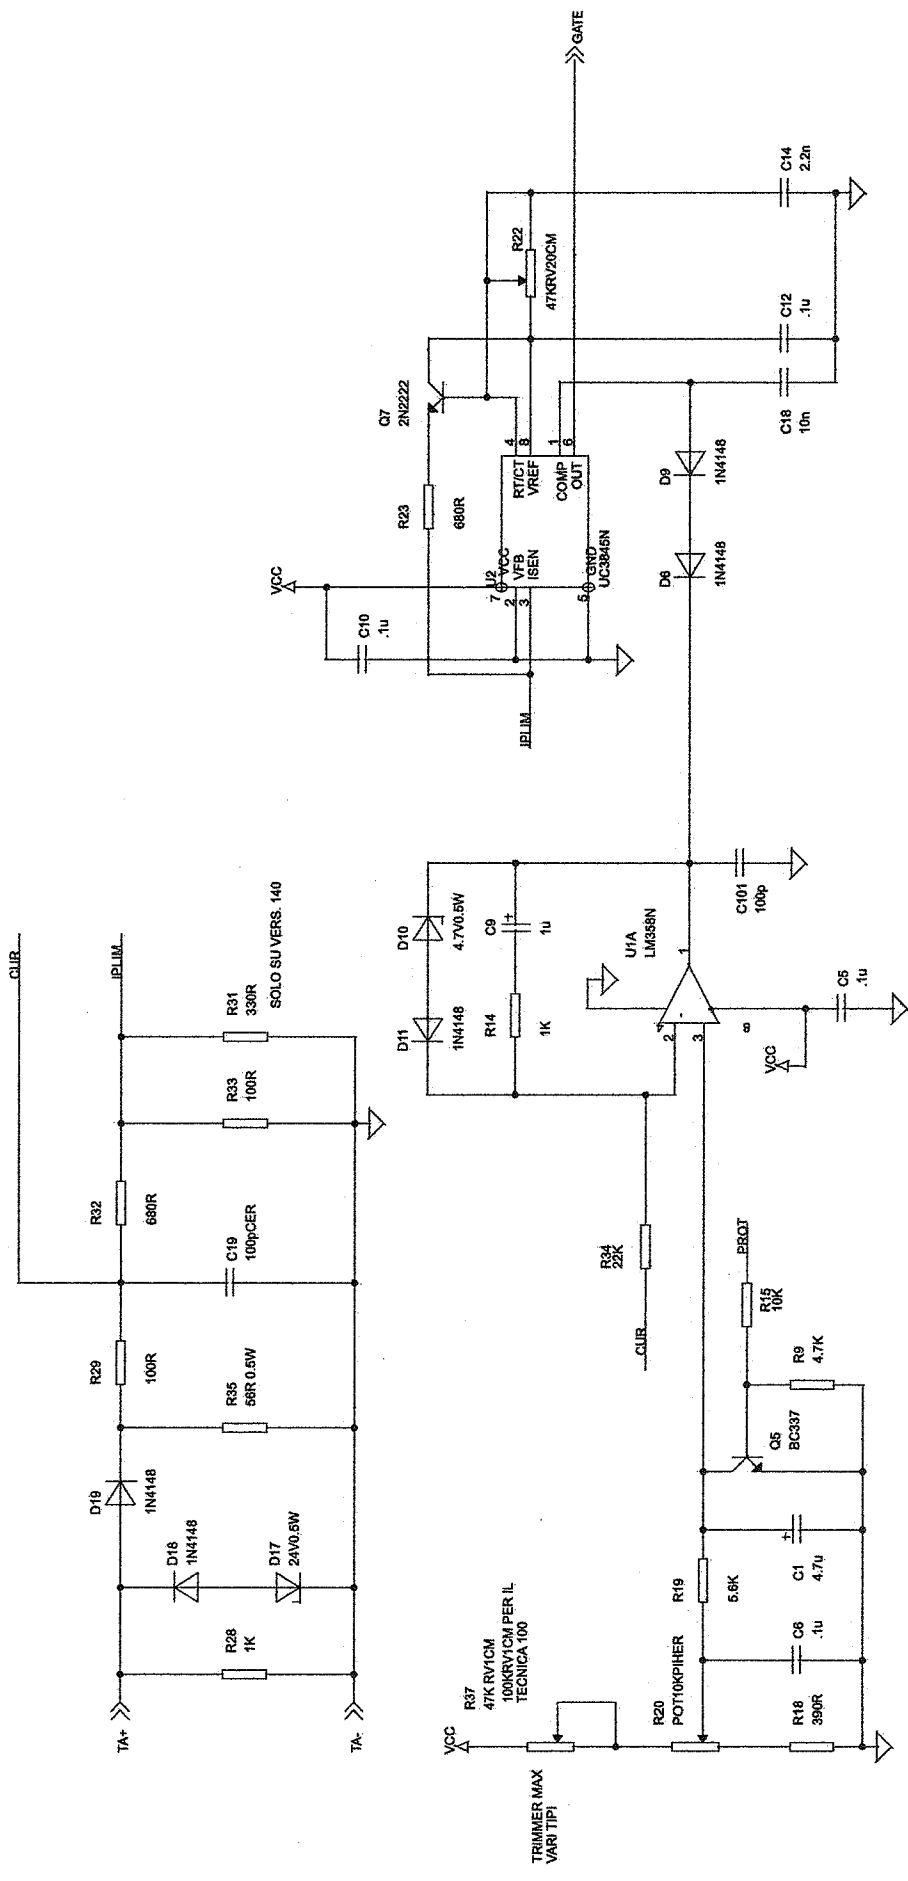 CUR
IPLIM
TA+
TA-
R28
1K
D18
1N4148
D17
24V0.5W
D19
1N4148
R35
56R 0.5W
R29
100R
C19
100pCER
R32
680R
R33
100R
R31
330R
SOLO SU VERS. 140
TRIMMER MAX
VARI TIPI
VCC
R37
47K RV1CM
100KRV1CM PER IL
TECNICA 100
R20
POT10KPIHER
R18
390R
C6
.1u
R19
5.6K
C1
4.7u
Q5
BC337
R9
4.7K
R15
10K
PROT
CUR
R34
22K
D11
1N4148
D10
4.7V0.5W
R14
1K
C9
+
1u
U1A
LM358N
2
3
4
8
1
-
VCC
C5
.1u
C101
100p
IPLIM
VCC
C10
.1u
R23
680R
Q7
2N2222
U2
7
VCC
2
VFB
3
ISEN
5
GND
UC3845N
RT/CT
4
VREF
8
COMP
1
OUT
6
D6
1N4148
D9
1N4148
R22
47KRV20CM
C18
10n
C12
.1u
C14
2.2n
GATE